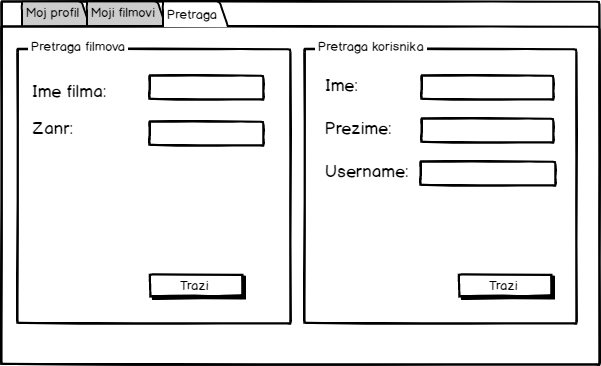 Moj profil
Moji filmovi
Pretraga
Pretraga filmova
Ime filma:
Zanr:
Trazi
Pretraga korisnika
Ime:
Prezime:
Username:
Trazi